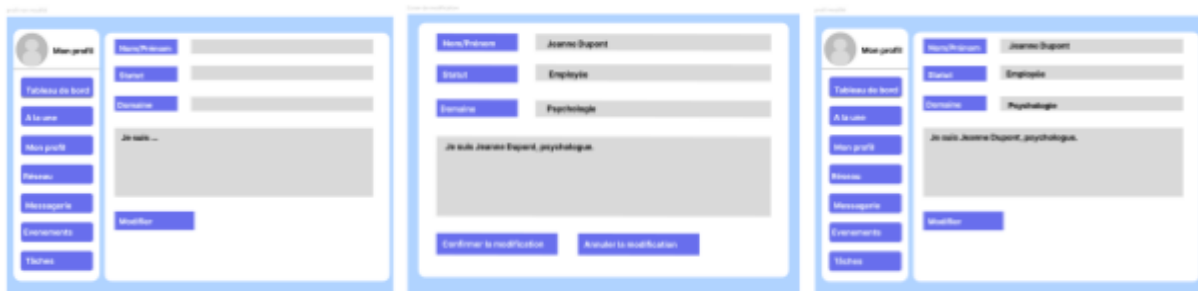 profil non modifié
Mon profil
Tableau de bord
A la une
Mon profil
Réseau
Messagerie
Evenements
Tâches
Nom/Prénom
Statut
Domaine
Je suis ...
Modifier
Nom/Prénom Jeanne Dupont
Statut Employée
Domaine Psychologie
Je suis Jeanne Dupont, psychologue.
Confirmer la modification Annuler la modification
Mon profil
Tableau de bord
A la une
Mon profil
Réseau
Messagerie
Evenements
Tâches
Nom/Prénom Jeanne Dupont
Statut Employée
Domaine Psychologie
Je suis Jeanne Dupont, psychologue.
Modifier